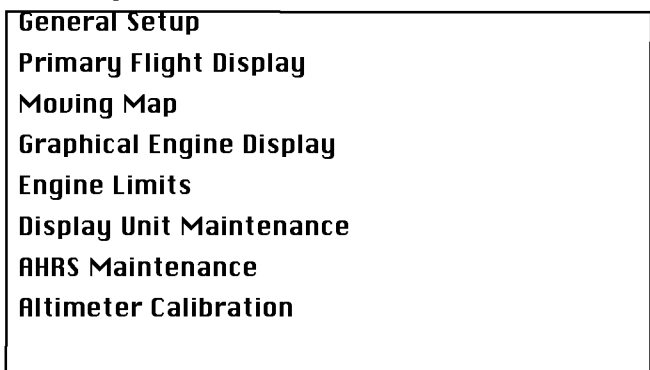 General Setup
Primary Flight Display
Moving Map
Graphical Engine Display
Engine Limits
Display Unit Maintenance
AHRS Maintenance
Altimeter Calibration